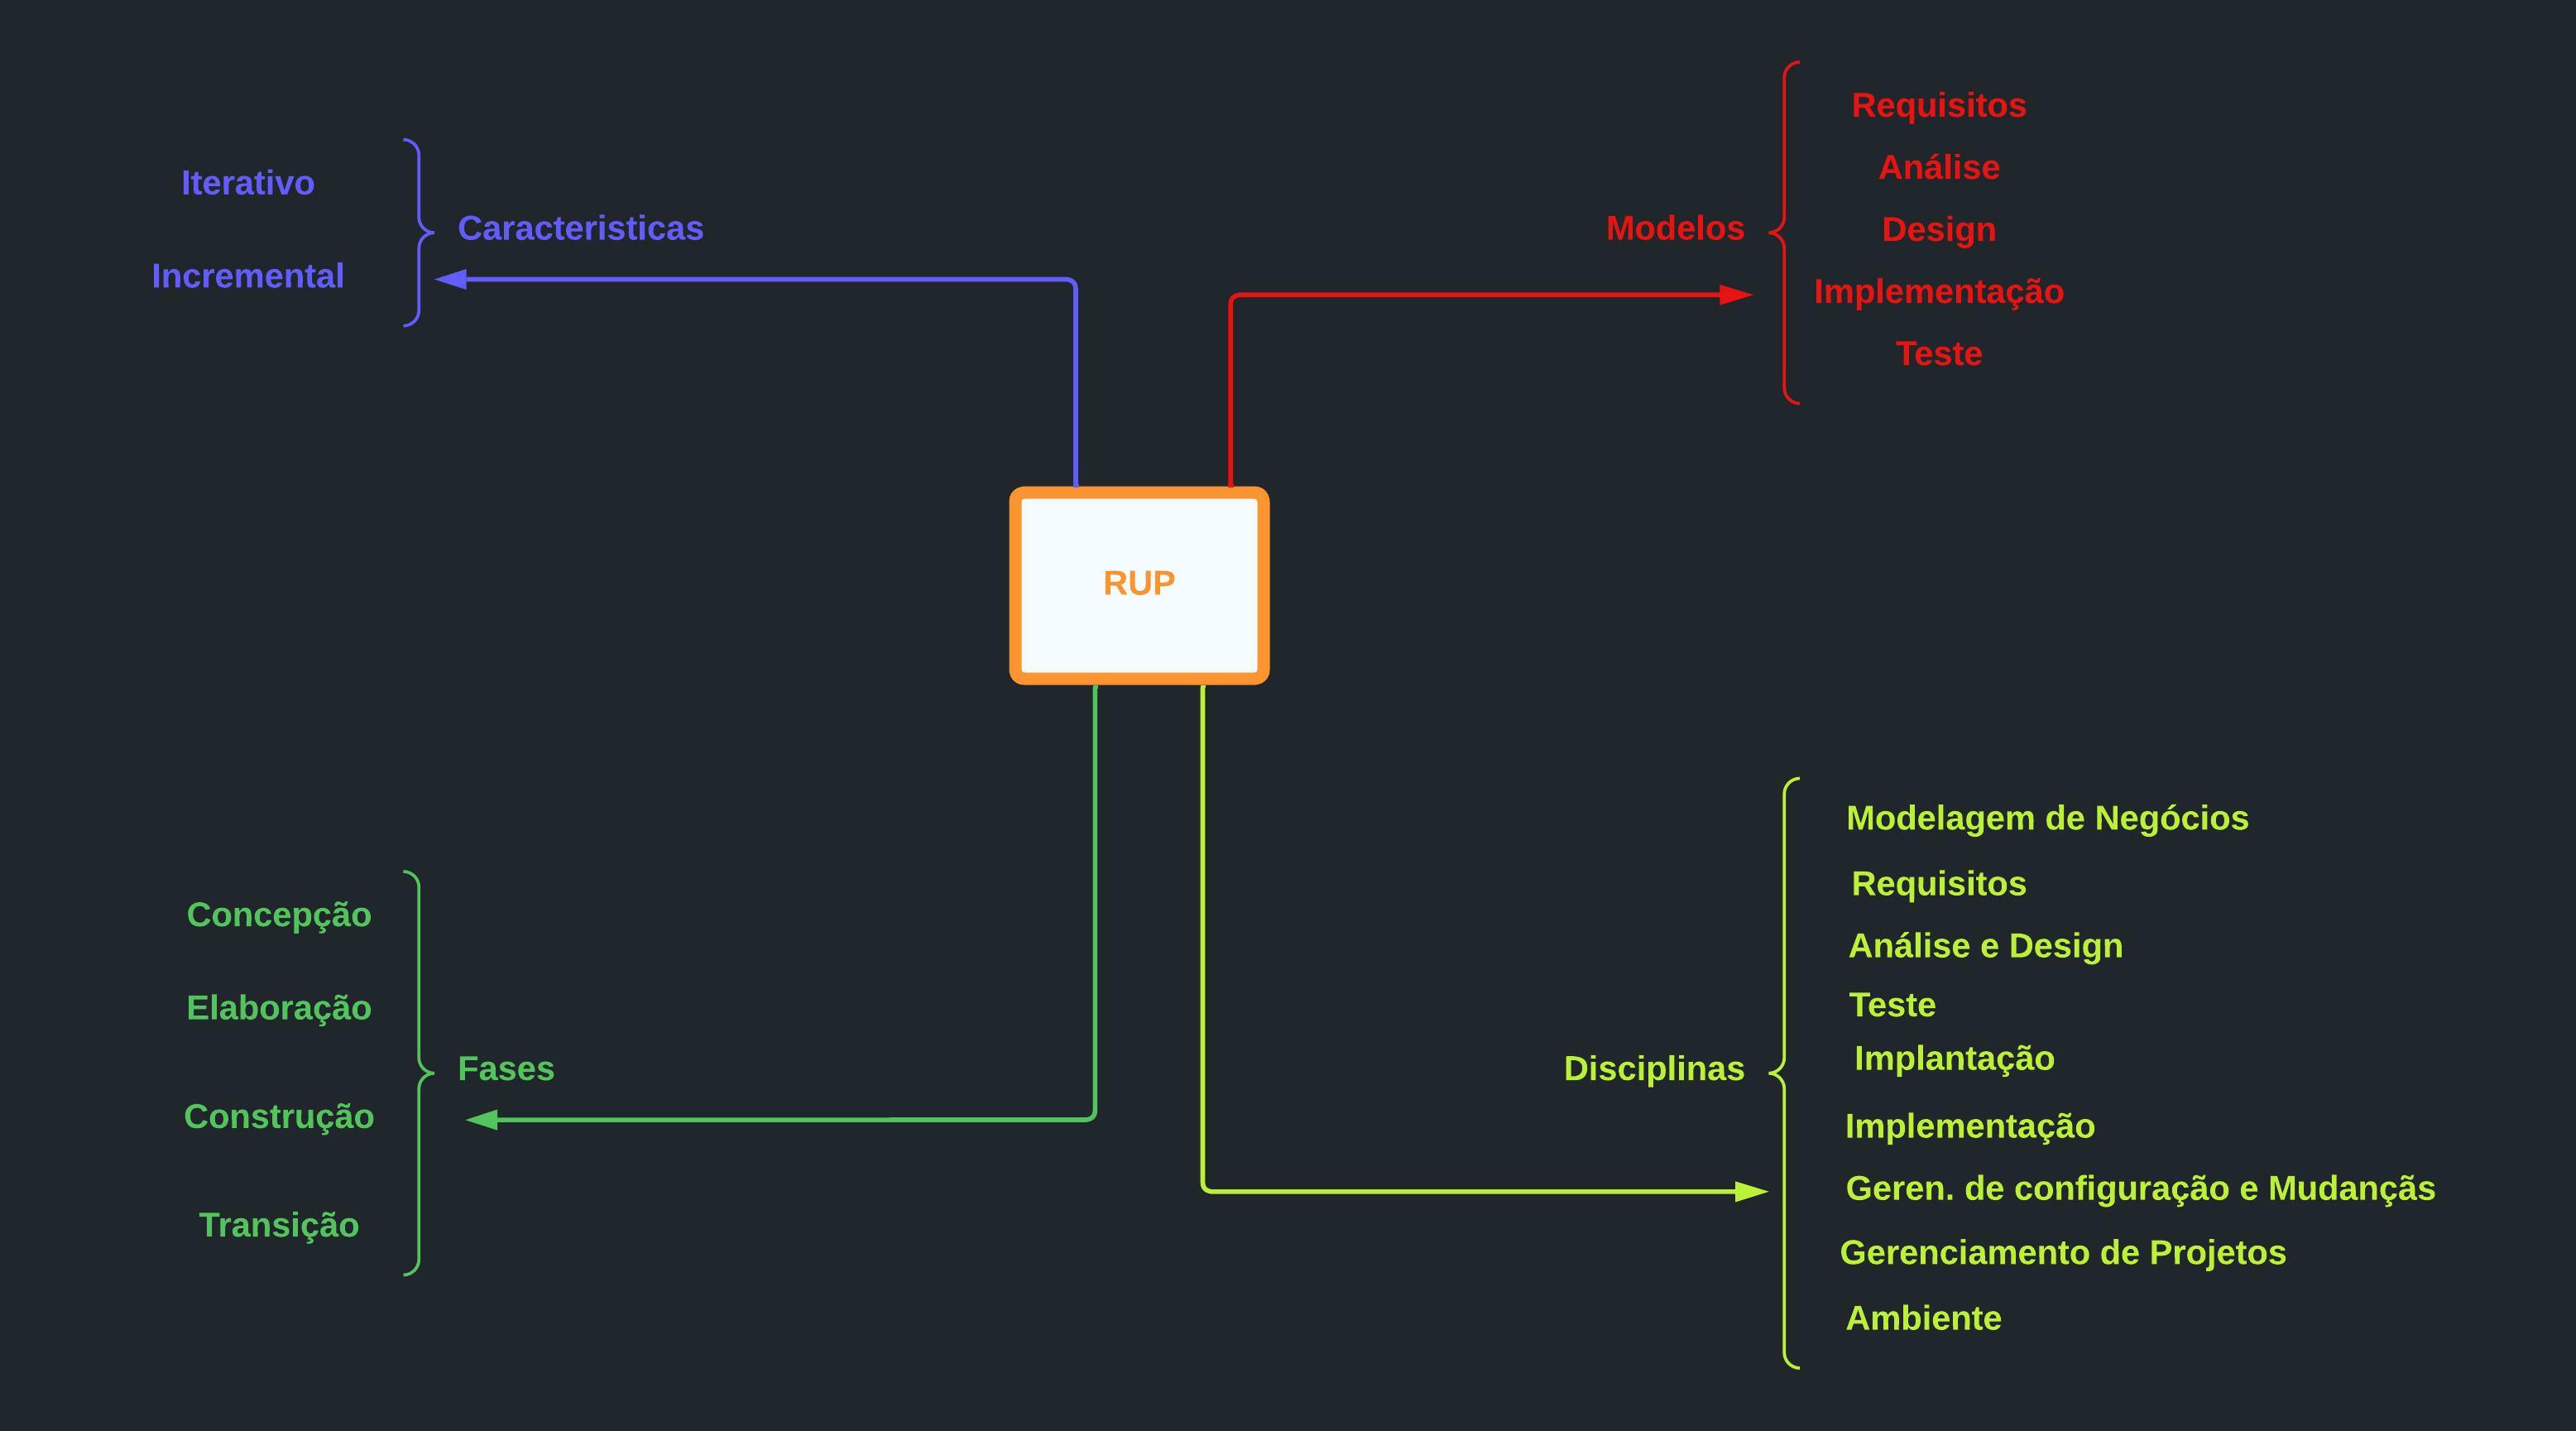 Iterativo
Incremental
Caracteristicas
Modelos
Requisitos
Análise
Design
Implementação
Teste
RUP
Concepção
Elaboração
Construção
Transição
Fases
Disciplinas
Modelagem de Negócios
Requisitos
Análise e Design
Teste
Implantação
Implementação
Geren. de configuração e Mudançãs
Gerenciamento de Projetos
Ambiente